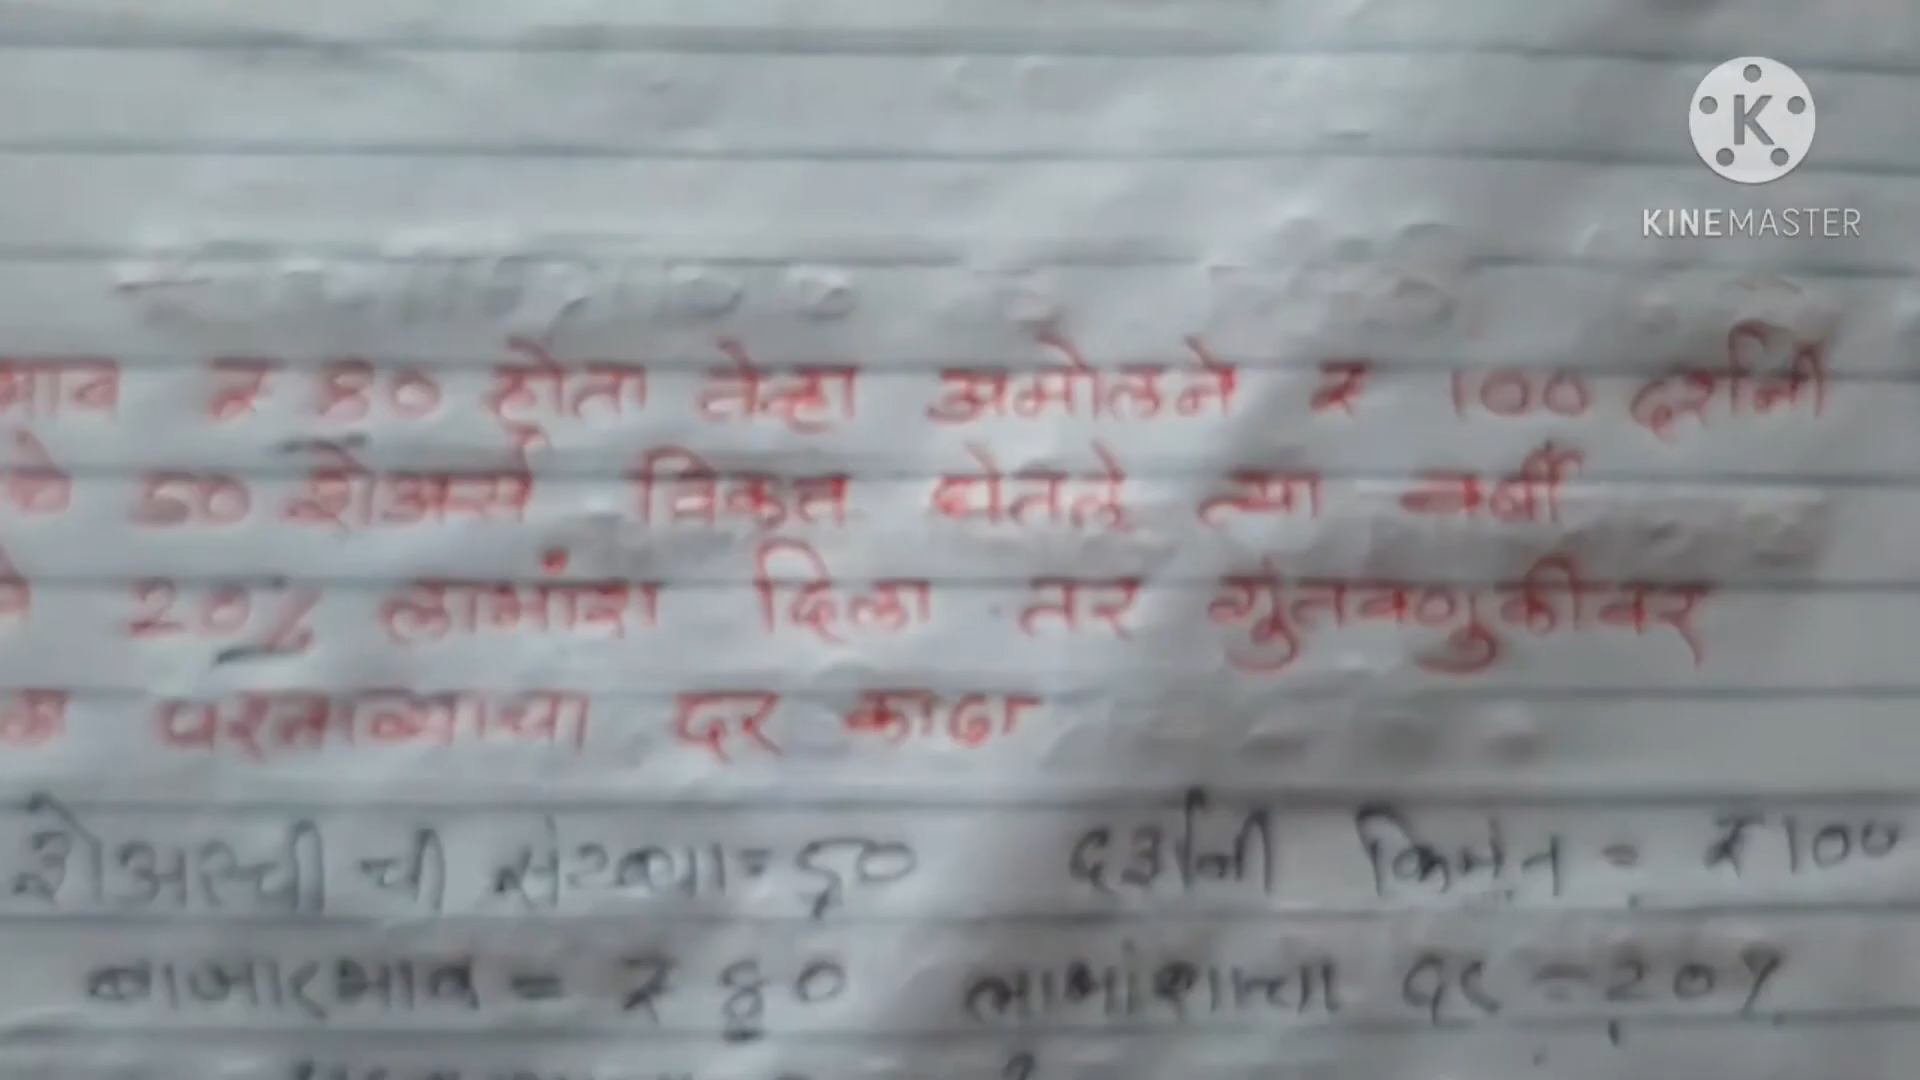 KINEMASTER
भाव ₹ 80 होता तेव्हा अमोलने ₹ 100 दर्शनी
50 शेअर्स विकत घेतले त्या वर्षी
20% लाभांश दिला तर गुंतवणुकीवर
परताव्याचा दर काढा
शेअर्सची ची संख्या = 50 दर्शनी किंमत = ₹ 100
बाजारभाव = ₹ 80 लाभांशाचा दर = 20%